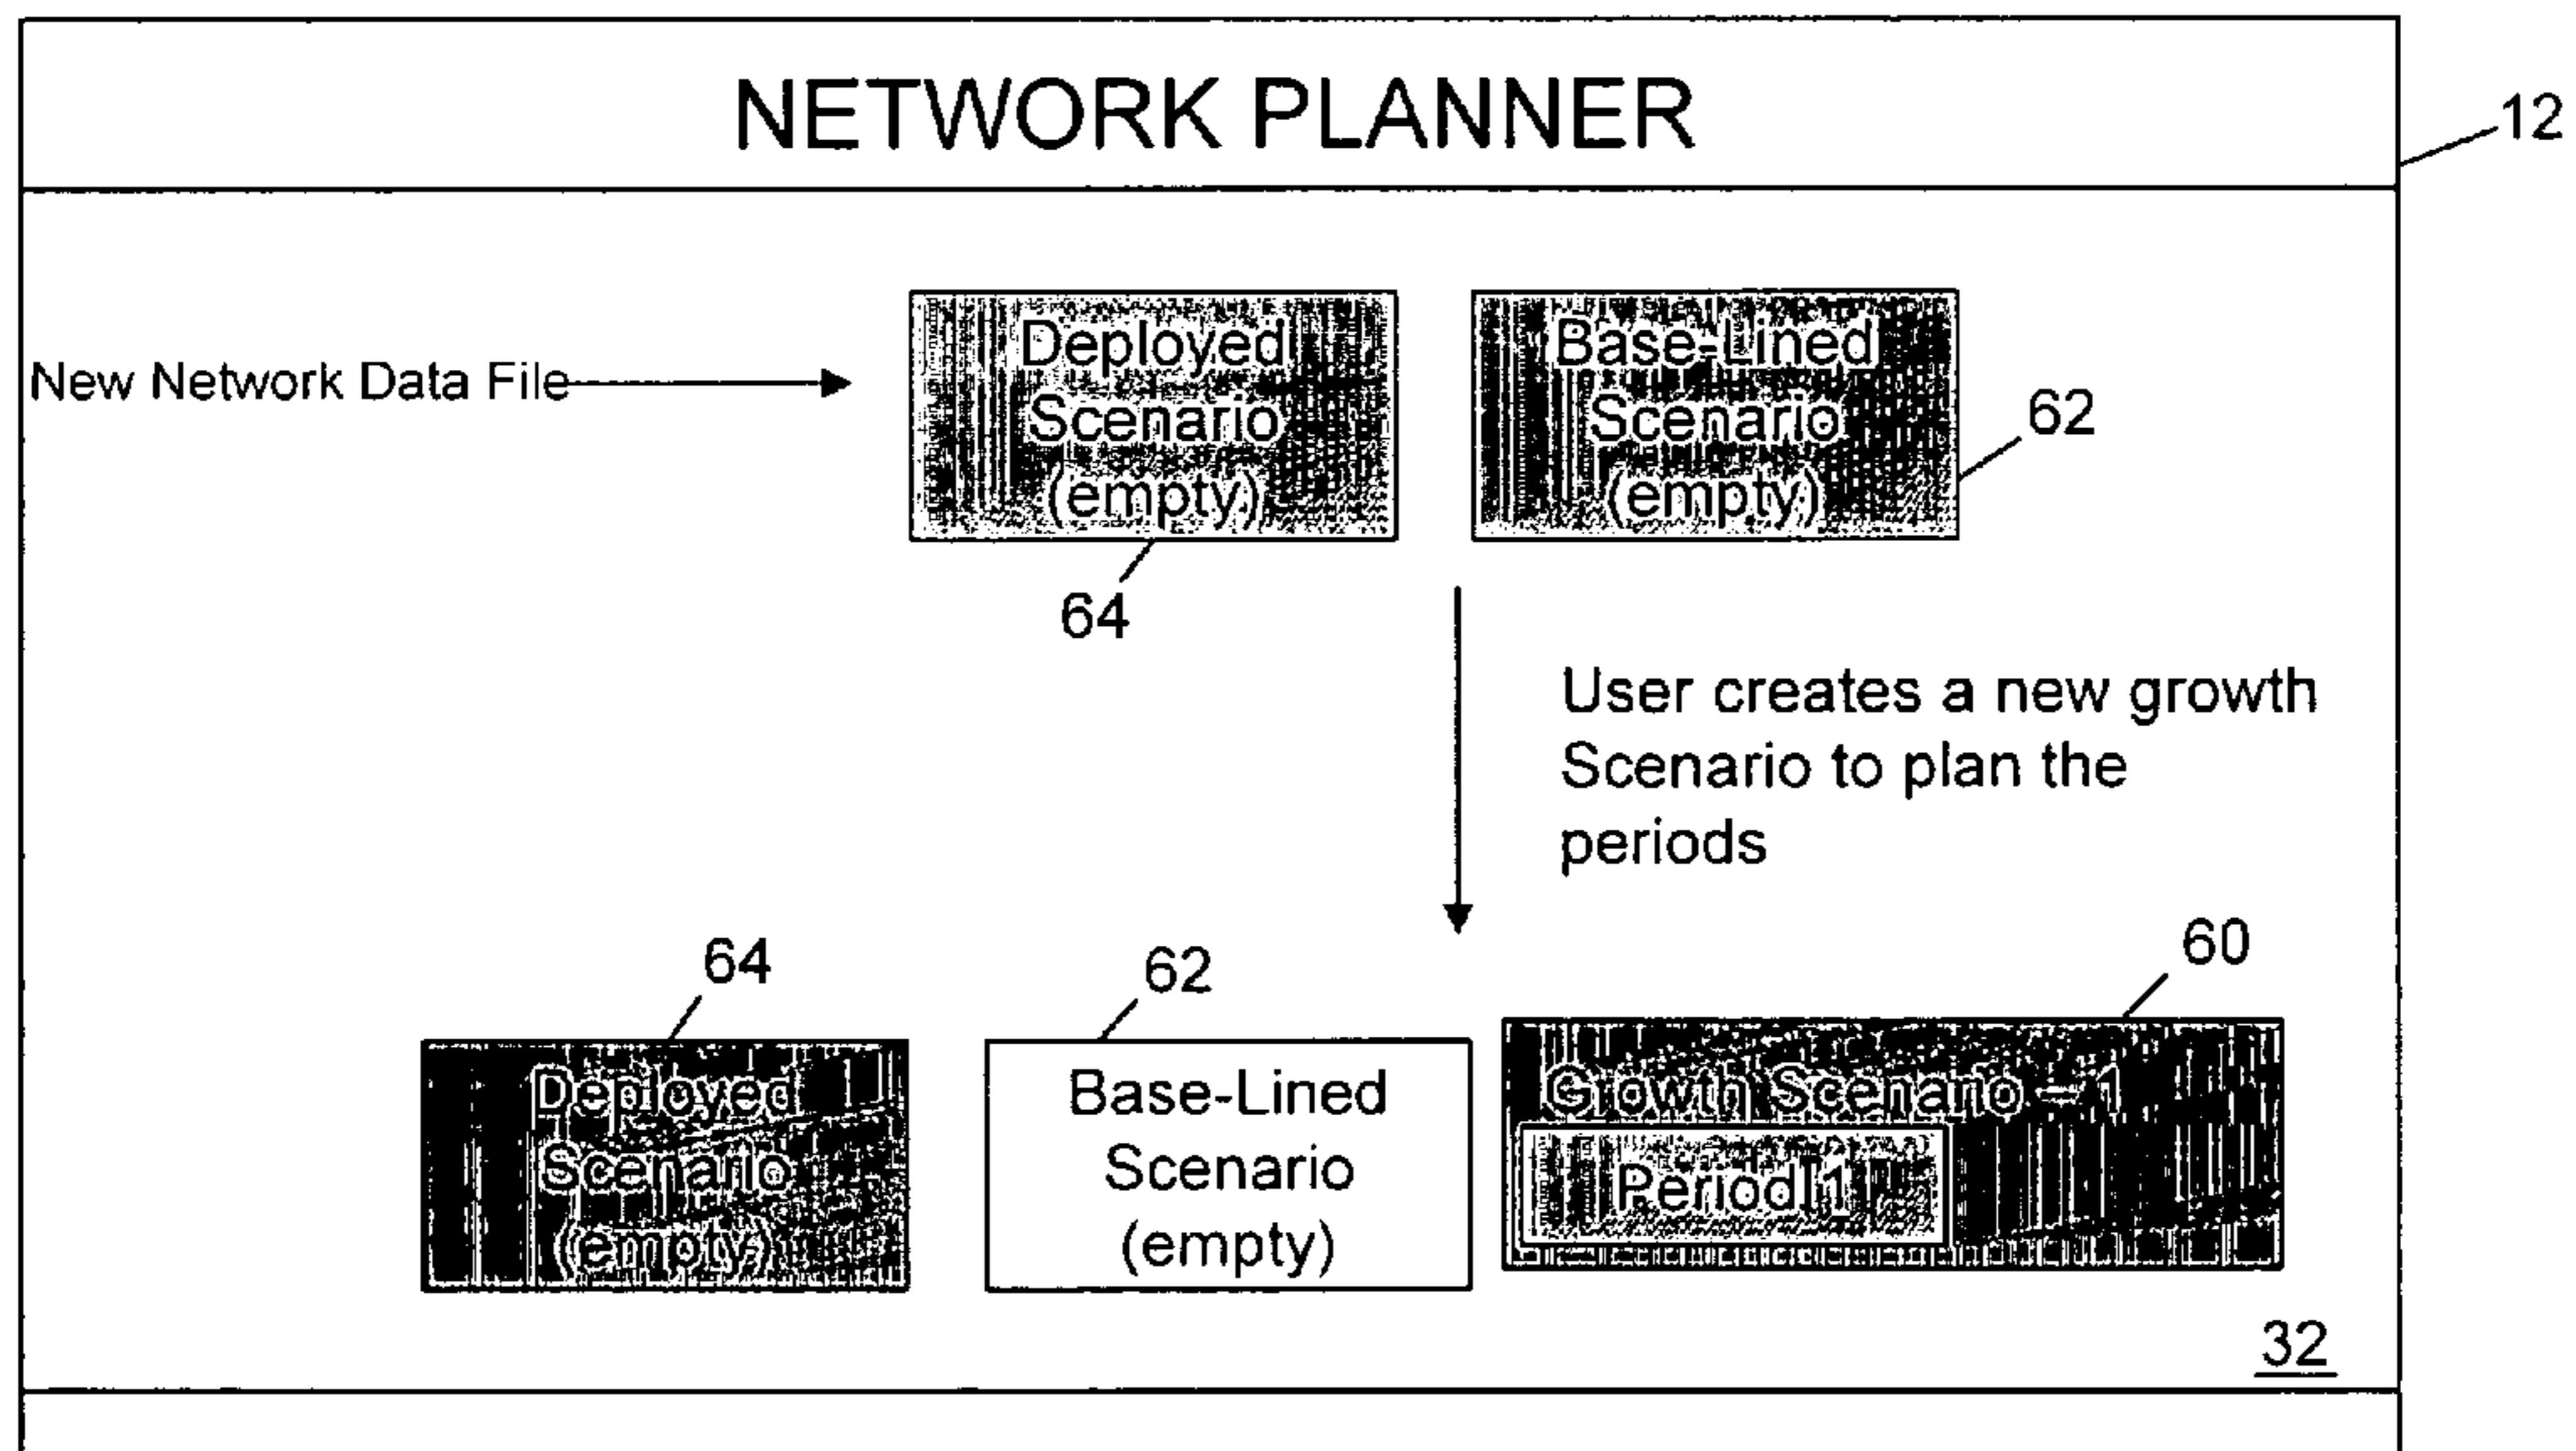 NETWORK PLANNER
12
New Network Data File
Deployed
Scenario
(empty)
Base-Lined
Scenario
(empty)
62
64
User creates a new growth
Scenario to plan the
periods
64
62
60
Deployed
Scenario
(empty)
Base-Lined
Scenario
(empty)
Growth Scenario – 1
Period 1
32